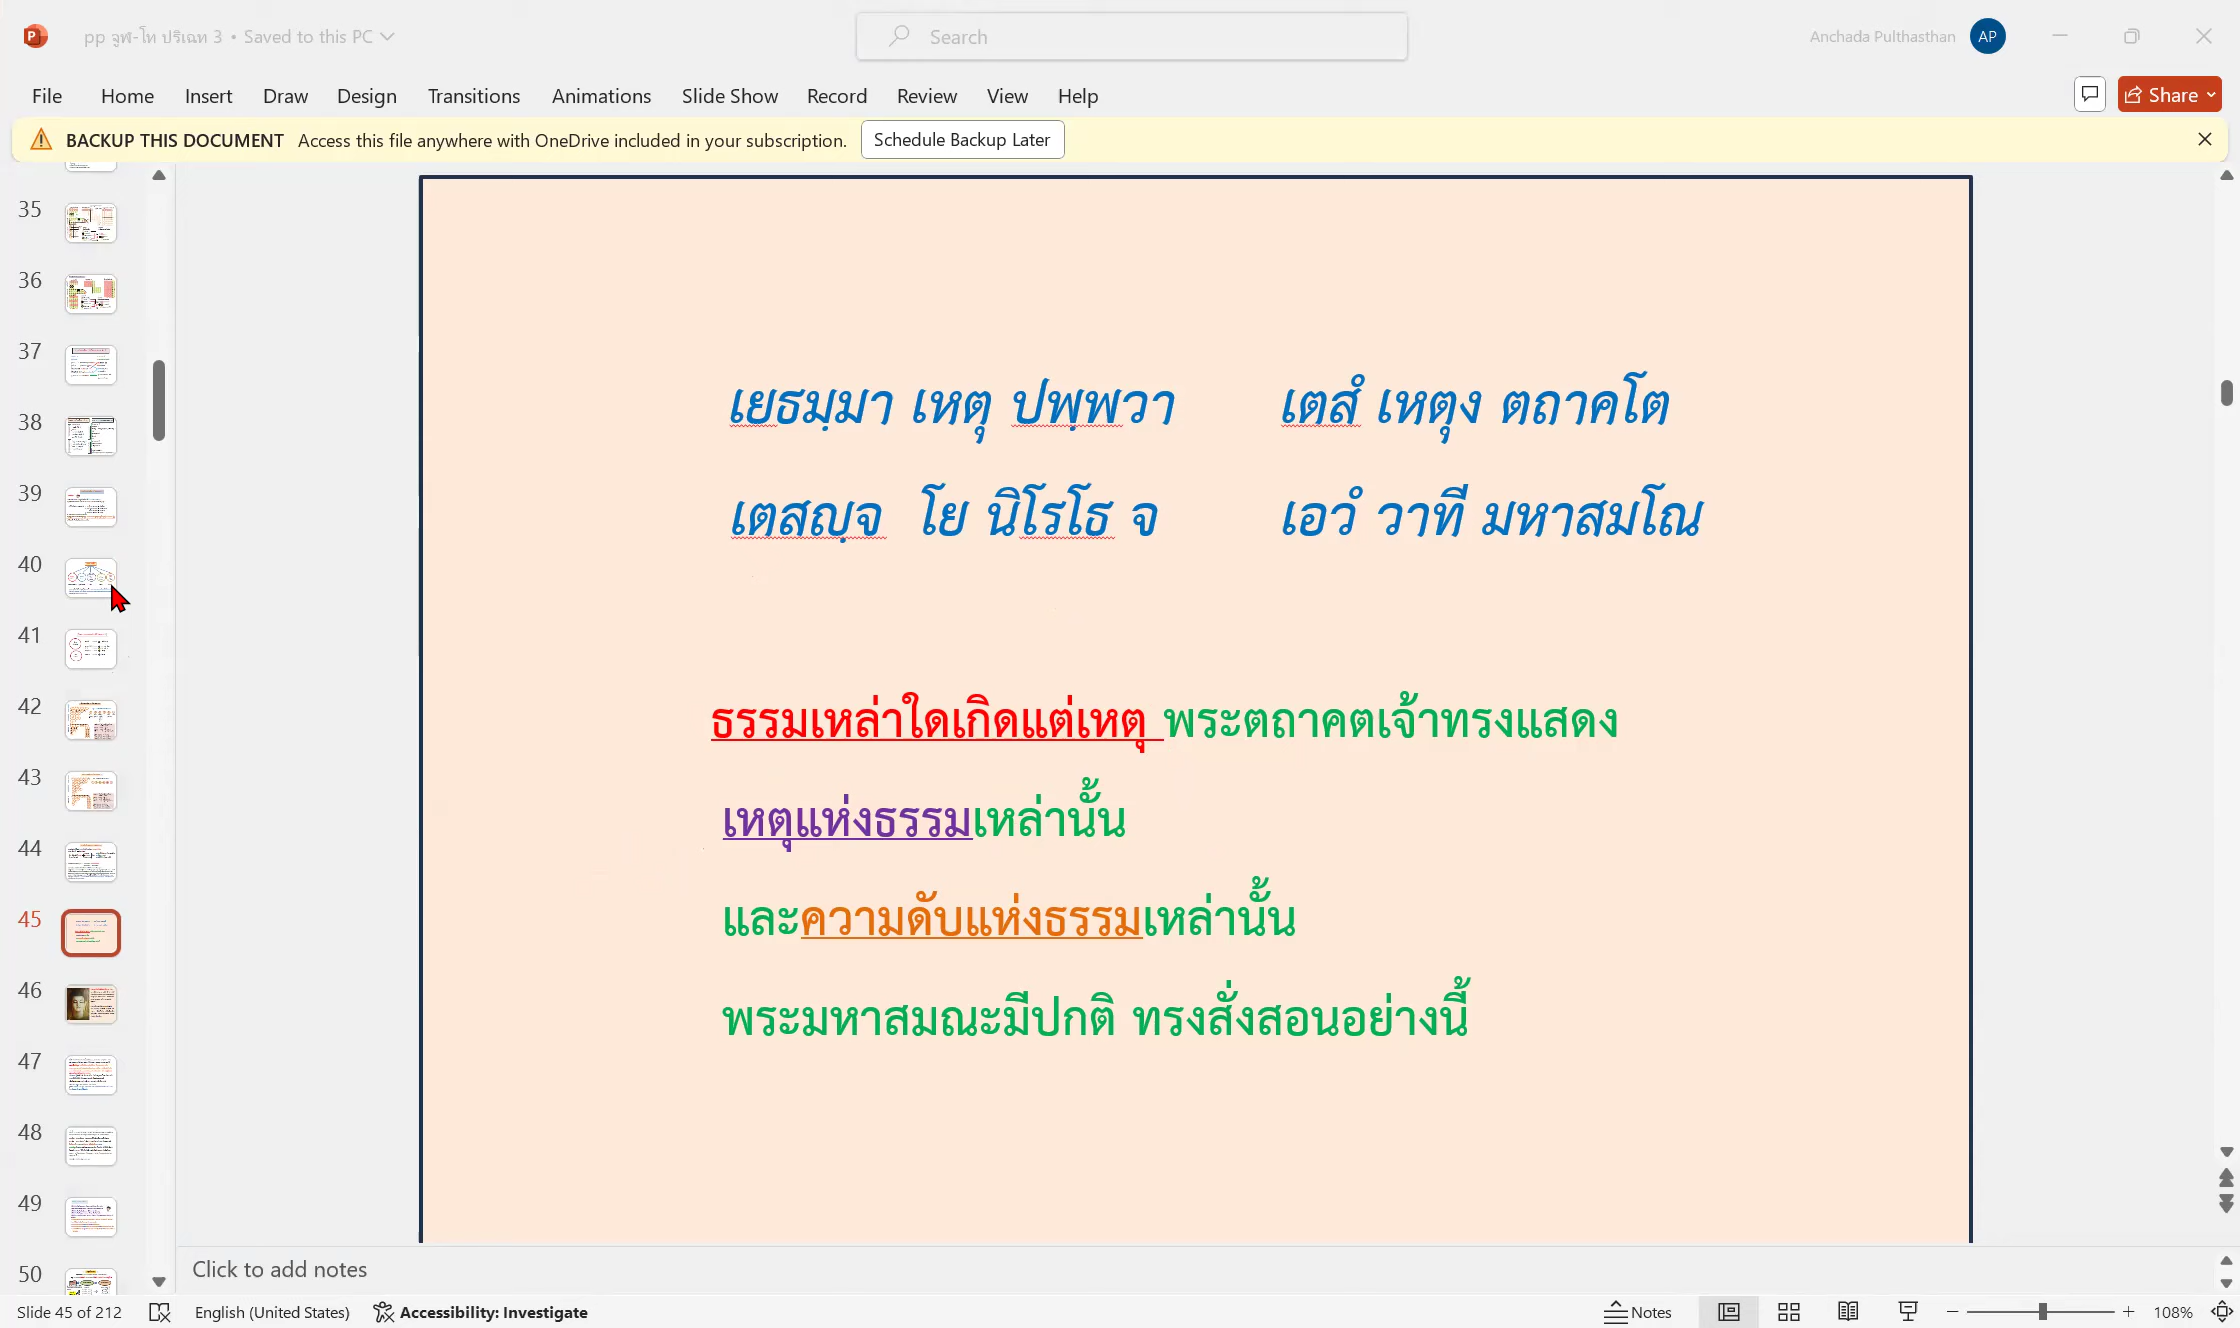 pp จูฬ-โท ปริเฉท 3 • Saved to this PC
Search
Anchada Pulthasthan AP
File Home Insert Draw Design Transitions Animations Slide Show Record Review View Help
Share
BACKUP THIS DOCUMENT Access this file anywhere with OneDrive included in your subscription. Schedule Backup Later
35
36
37
38
39
40
41
42
43
44
45
46
47
48
49
50
เยธมฺมา เหตุ ปพฺพวา เตสํ เหตุง ตถาคโต
เตสญฺจ โย นิโรโธ จ เอวํ วาที มหาสมโณ
ธรรมเหล่าใดเกิดแต่เหตุ พระตถาคตเจ้าทรงแสดง
เหตุแห่งธรรมเหล่านั้น
และความดับแห่งธรรมเหล่านั้น
พระมหาสมณะมีปกติ ทรงสั่งสอนอย่างนี้
Click to add notes
Slide 45 of 212 English (United States) Accessibility: Investigate Notes 108%